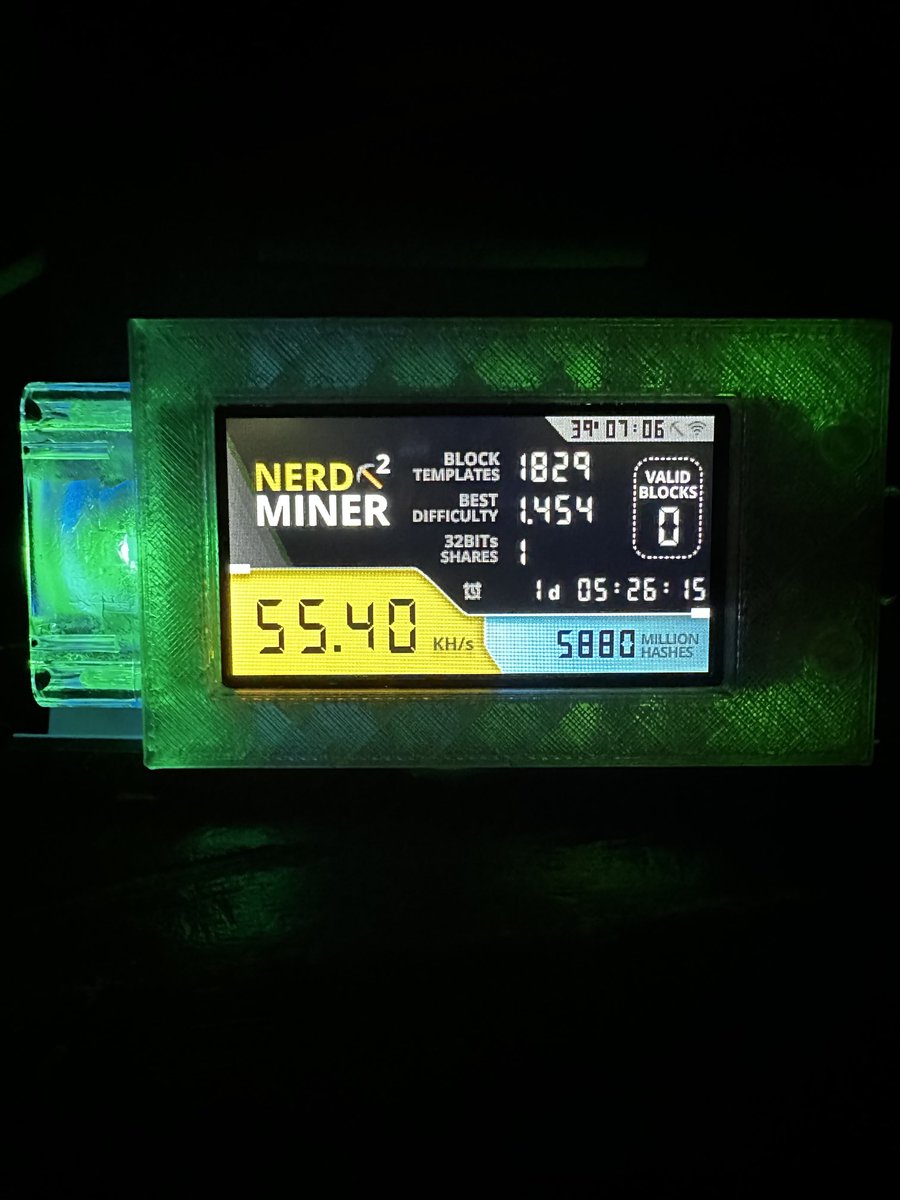 39° 07:06
NERD 2
MINER
BLOCK TEMPLATES 1829
BEST DIFFICULTY 1.454
32BITs SHARES 1
VALID BLOCKS
0
1d 05:26:15
55.40 KH/s
5880 MILLION HASHES